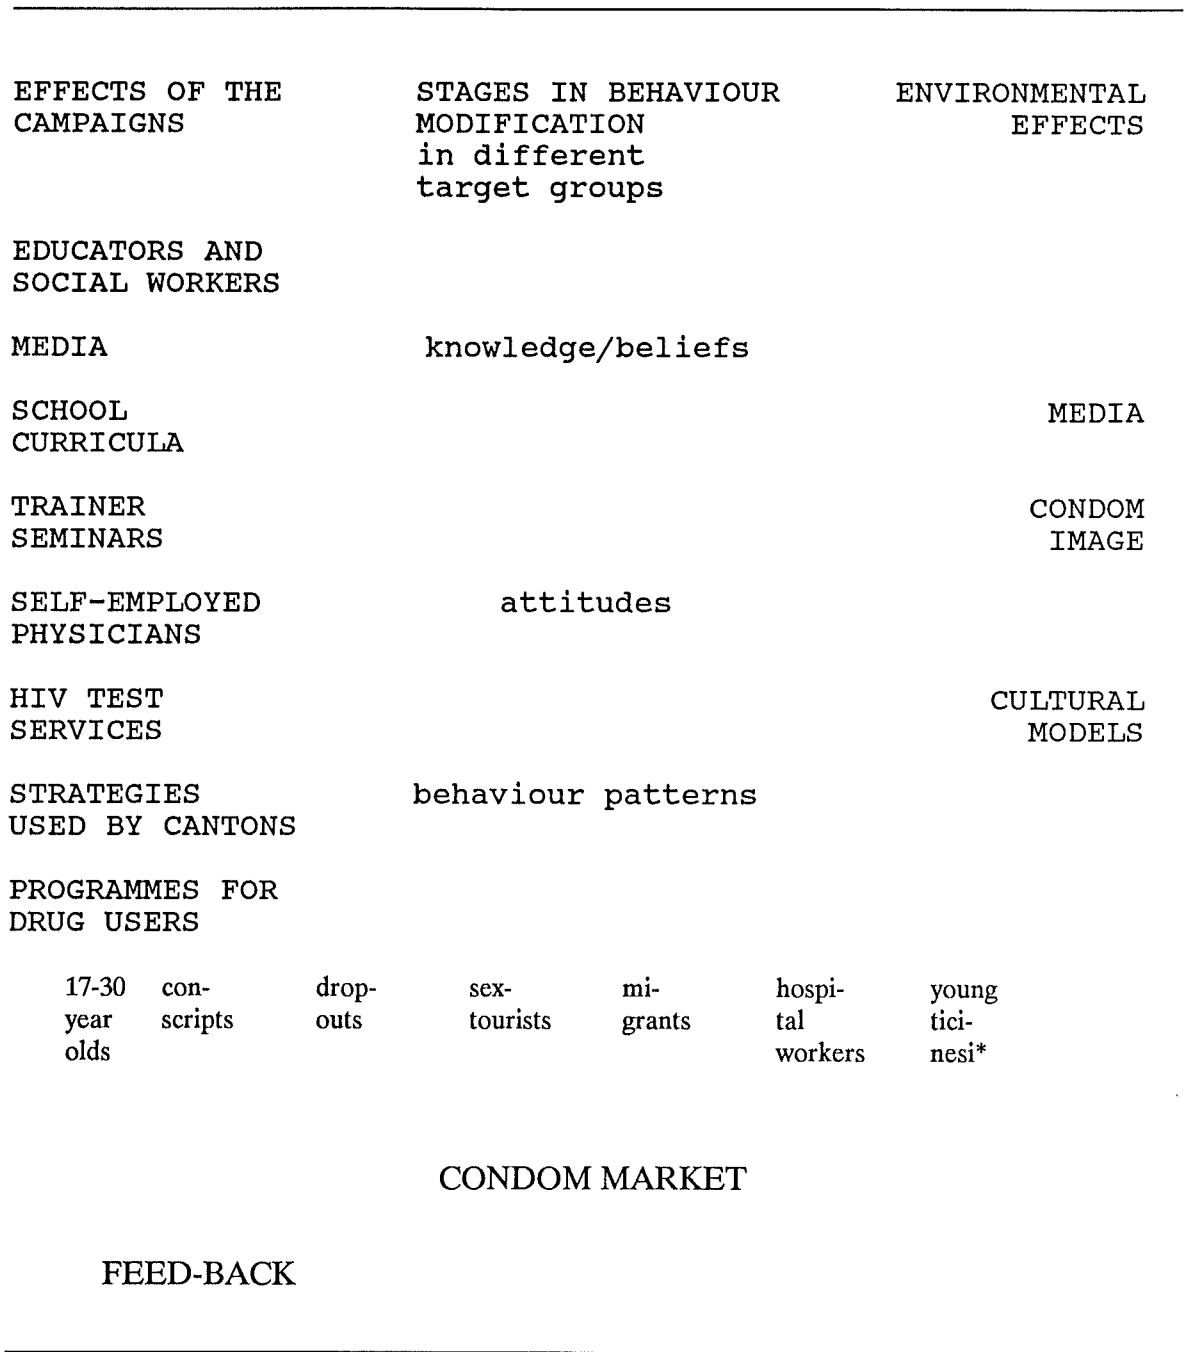 EFFECTS OF THE STAGES IN BEHAVIOUR ENVIRONMENTAL
CAMPAIGNS MODIFICATION EFFECTS
in different
target groups
EDUCATORS AND
SOCIAL WORKERS
MEDIA knowledge/beliefs
SCHOOL MEDIA
CURRICULA
TRAINER CONDOM
SEMINARS IMAGE
SELF-EMPLOYED attitudes
PHYSICIANS
HIV TEST CULTURAL
SERVICES MODELS
STRATEGIES behaviour patterns
USED BY CANTONS
PROGRAMMES FOR
DRUG USERS
17-30 con- drop- sex- mi- hospi- young
year scripts outs tourists grants tal tici-
olds workers nesi*
CONDOM MARKET
FEED-BACK